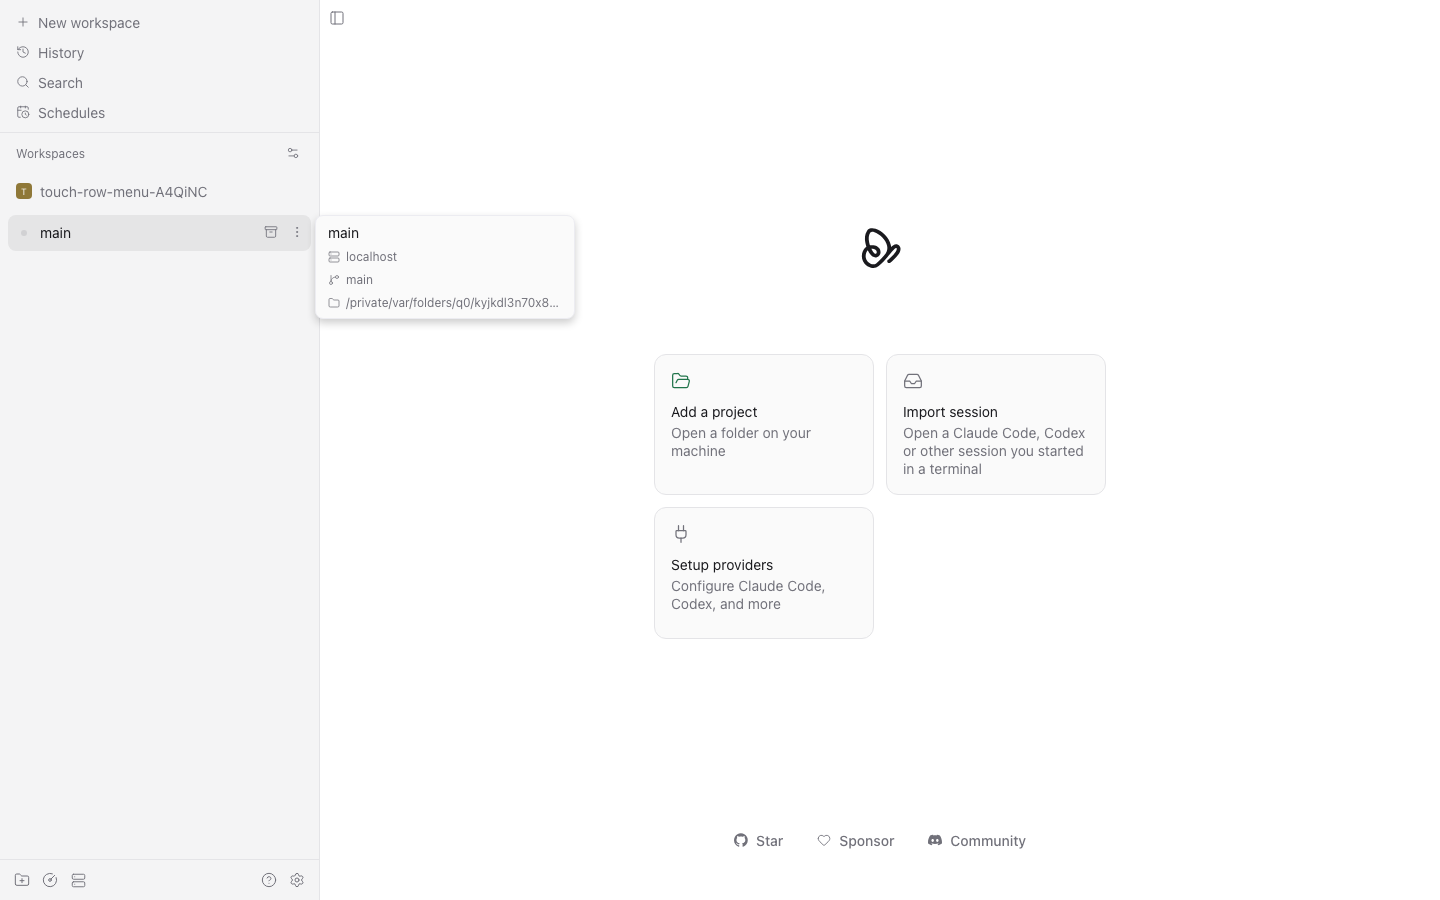 New workspace
History
Search
Schedules
Workspaces
T
touch-row-menu-A4QiNC
main
main
localhost
main
/private/var/folders/q0/kyjkdl3n70x8...
Add a project
Open a folder on your
machine
Import session
Open a Claude Code, Codex
or other session you started
in a terminal
Setup providers
Configure Claude Code,
Codex, and more
Star
Sponsor
Community